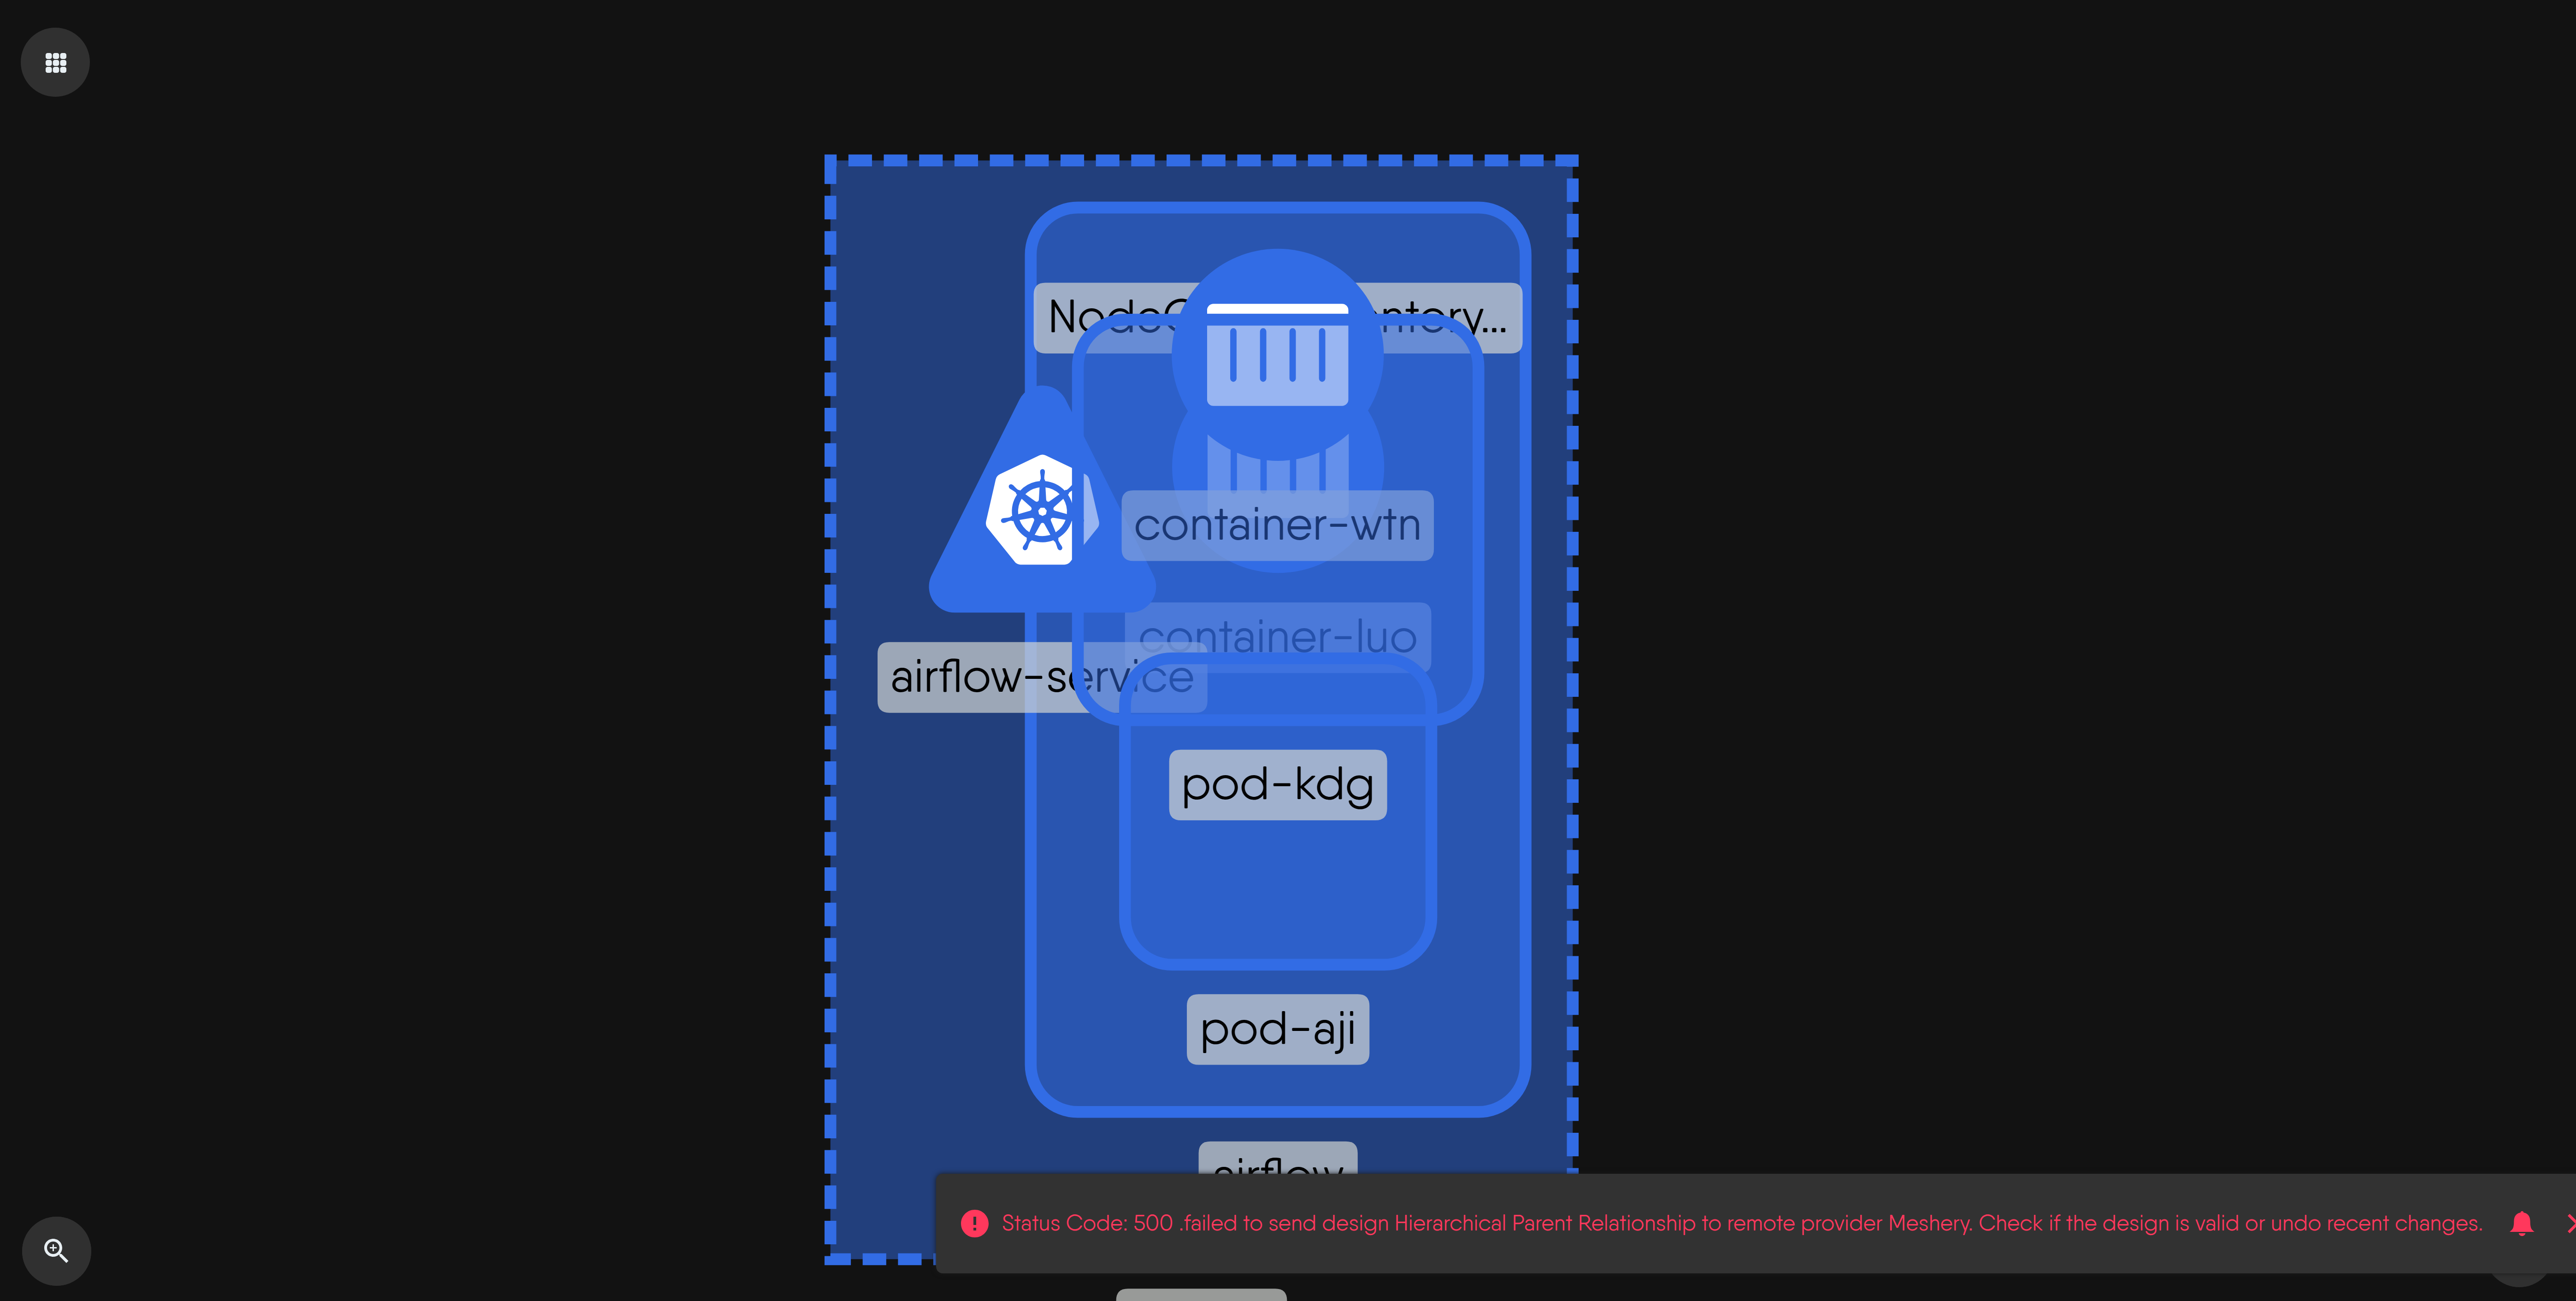 NodeC
ntory...
container-wtn
container-luo
airflow-service
pod-kdg
pod-aji
airflow
Status Code: 500 .failed to send design Hierarchical Parent Relationship to remote provider Meshery. Check if the design is valid or undo recent changes.